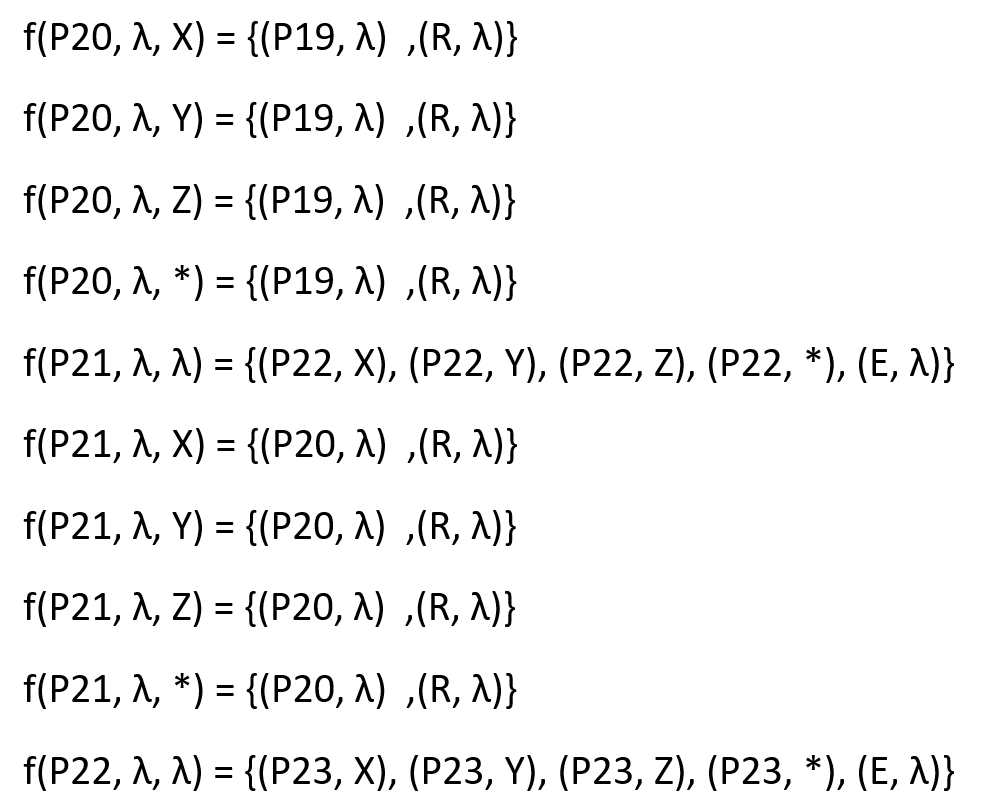 f(P20, λ, X) = {(P19, λ) ,(R, λ)}
f(P20, λ, Y) = {(P19, λ) ,(R, λ)}
f(P20, λ, Z) = {(P19, λ) ,(R, λ)}
f(P20, λ, *) = {(P19, λ) ,(R, λ)}
f(P21, λ, λ) = {(P22, X), (P22, Y), (P22, Z), (P22, *), (E, λ)}
f(P21, λ, X) = {(P20, λ) ,(R, λ)}
f(P21, λ, Y) = {(P20, λ) ,(R, λ)}
f(P21, λ, Z) = {(P20, λ) ,(R, λ)}
f(P21, λ, *) = {(P20, λ) ,(R, λ)}
f(P22, λ, λ) = {(P23, X), (P23, Y), (P23, Z), (P23, *), (E, λ)}